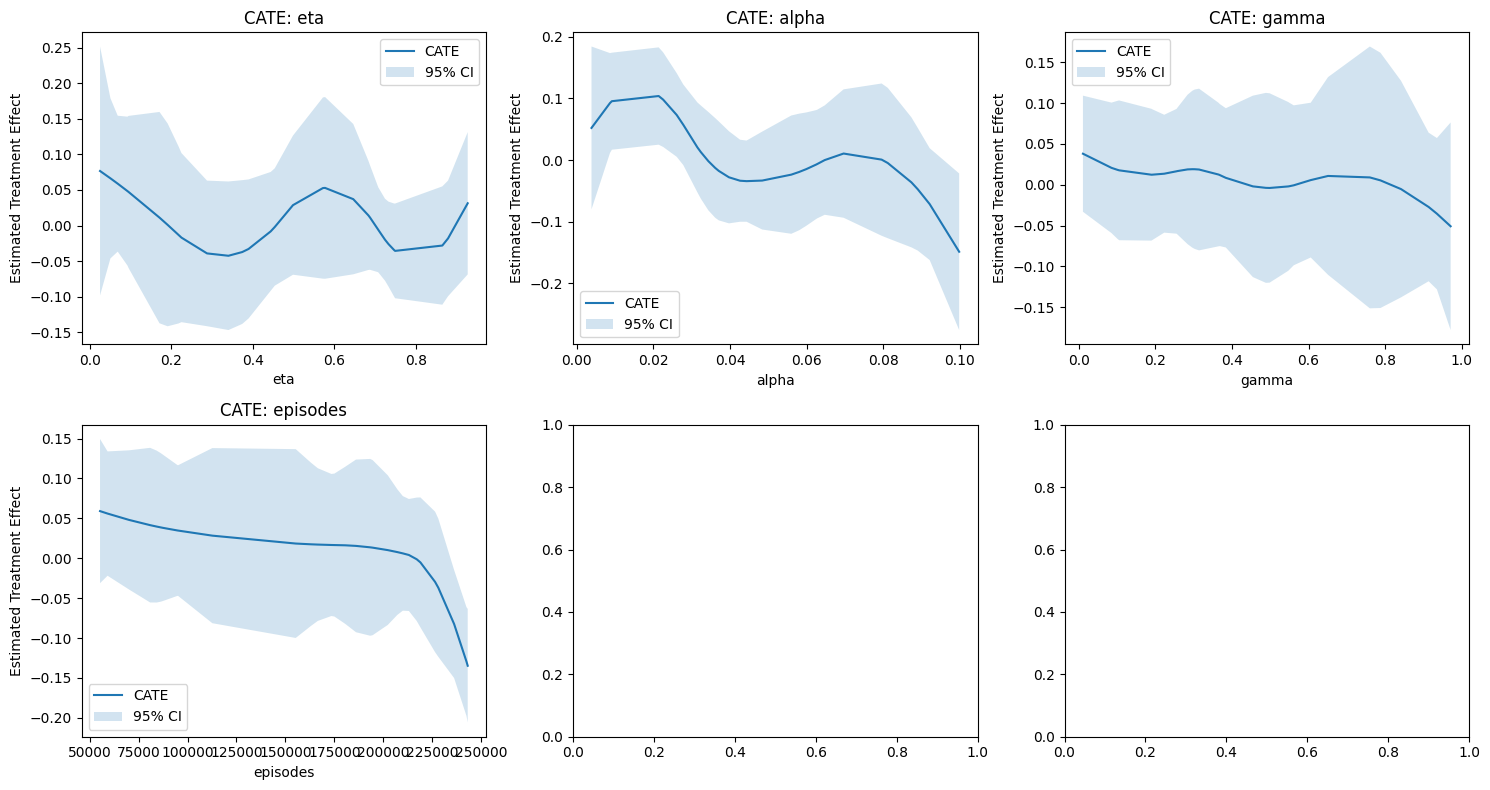 CATE: eta
Estimated Treatment Effect
0.25
0.20
0.15
0.10
0.05
0.00
−0.05
−0.10
−0.15
CATE
95% CI
0.0 0.2 0.4 0.6 0.8
eta
CATE: alpha
Estimated Treatment Effect
0.2
0.1
0.0
−0.1
−0.2
CATE
95% CI
0.00 0.02 0.04 0.06 0.08 0.10
alpha
CATE: gamma
Estimated Treatment Effect
0.15
0.10
0.05
0.00
−0.05
−0.10
−0.15
CATE
95% CI
0.0 0.2 0.4 0.6 0.8 1.0
gamma
CATE: episodes
Estimated Treatment Effect
0.15
0.10
0.05
0.00
−0.05
−0.10
−0.15
−0.20
CATE
95% CI
50000 75000 100000 125000 150000 175000 200000 225000 250000
episodes
1.0
0.8
0.6
0.4
0.2
0.0
0.0 0.2 0.4 0.6 0.8 1.0
1.0
0.8
0.6
0.4
0.2
0.0
0.0 0.2 0.4 0.6 0.8 1.0